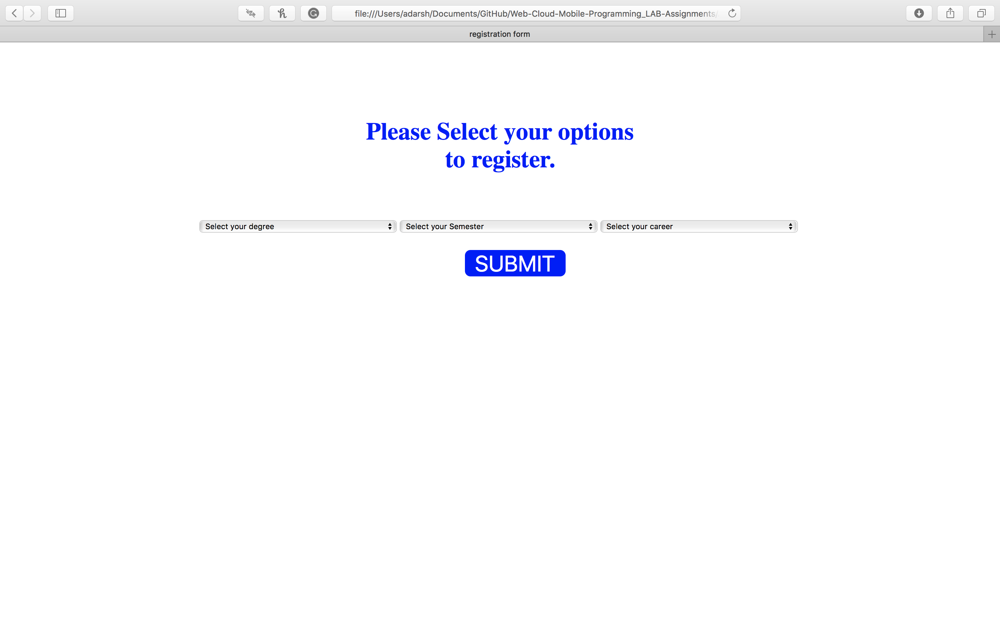 file:///Users/adarsh/Documents/GitHub/Web-Cloud-Mobile-Programming_LAB-Assignments/
registration form
Please Select your options
to register.
Select your degree
Select your Semester
Select your career
SUBMIT